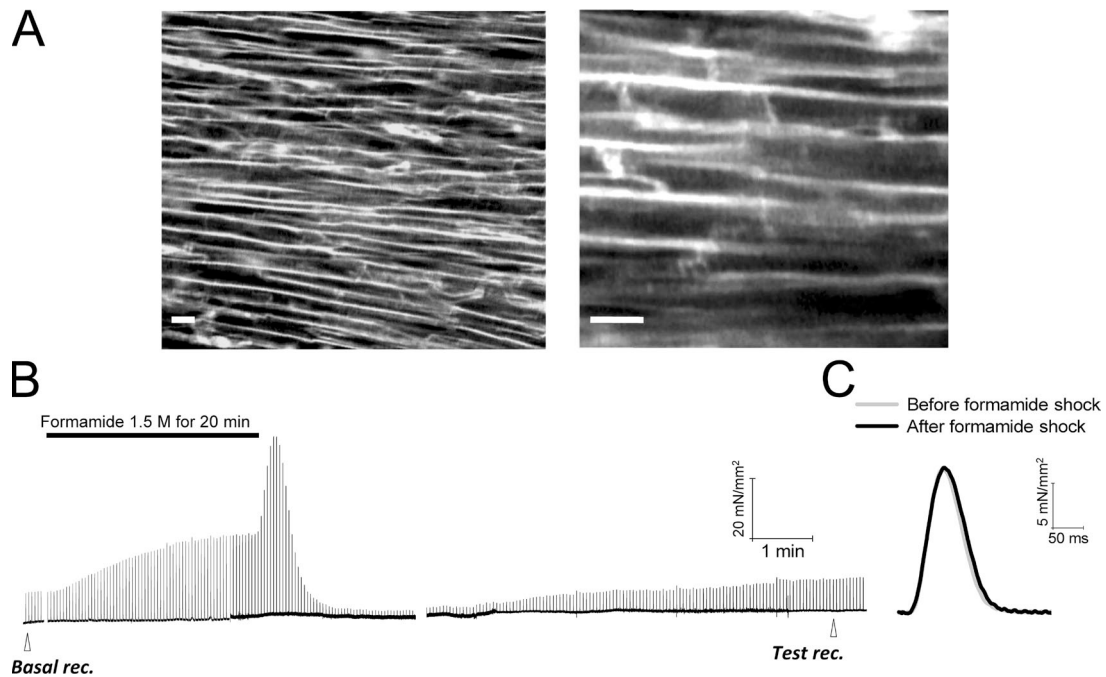 A
B
Formamide 1.5 M for 20 min
20 mN/mm²
1 min
Basal rec.
Test rec.
C
Before formamide shock
After formamide shock
5 mN/mm²
50 ms